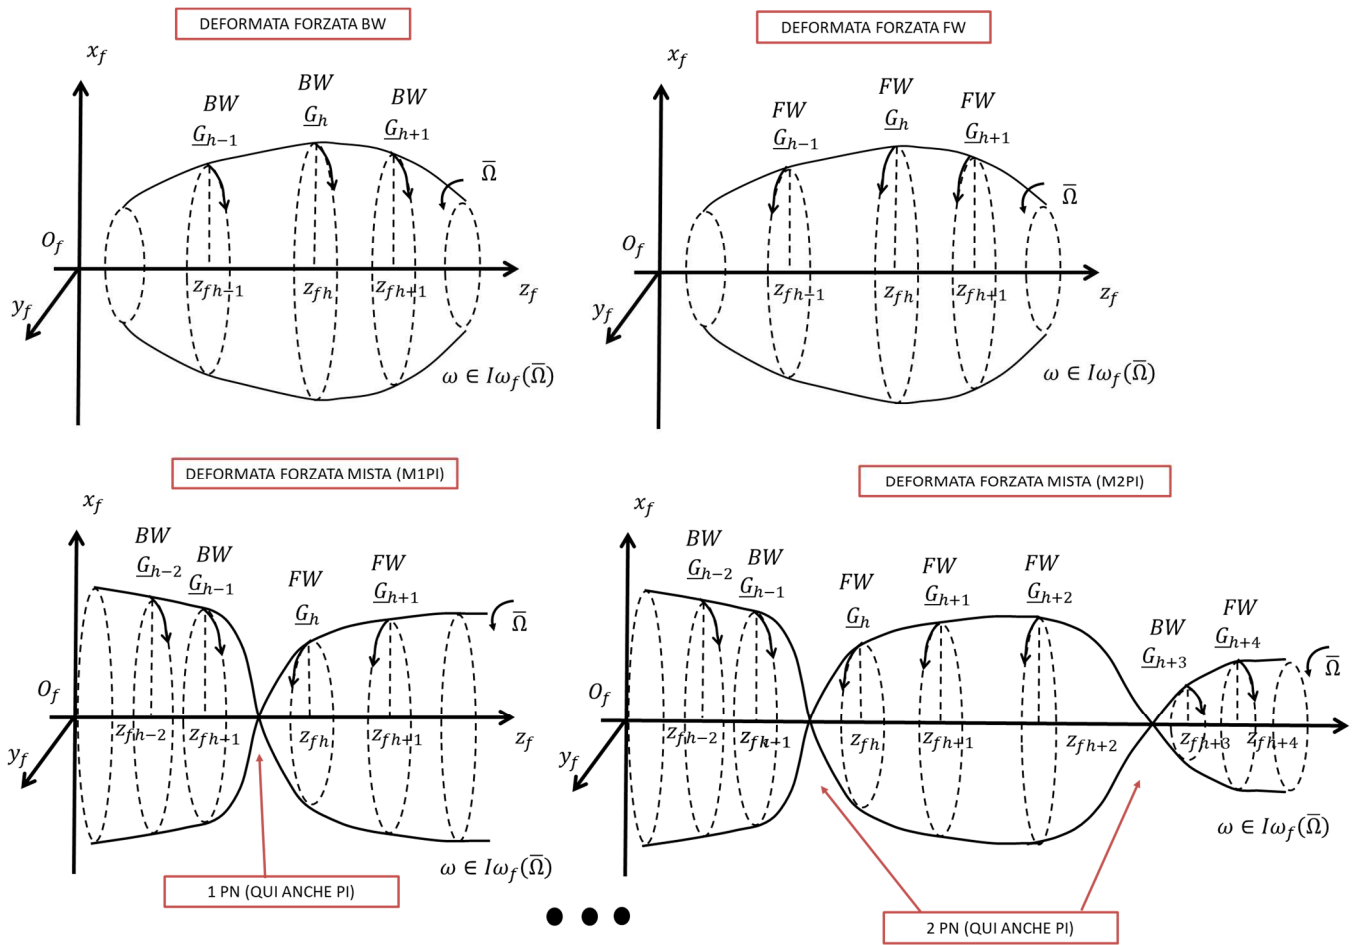 DEFORMATA FORZATA BW
x_f
BW
BW
BW
G_{h-1}
G_h
G_{h+1}
Ω̄
O_f
z_{fh-1}
z_{fh}
z_{fh+1}
z_f
y_f
ω ∈ Iω_f(Ω̄)
DEFORMATA FORZATA FW
x_f
FW
FW
FW
G_{h-1}
G_h
G_{h+1}
Ω̄
O_f
z_{fh-1}
z_{fh}
z_{fh+1}
z_f
y_f
ω ∈ Iω_f(Ω̄)
DEFORMATA FORZATA MISTA (M1PI)
x_f
BW
G_{h-2}
BW
G_{h-1}
FW
G_h
FW
G_{h+1}
Ω̄
O_f
z_{fh-2}
z_{fh+1}
z_{fh}
z_{fh+1}
z_f
y_f
ω ∈ Iω_f(Ω̄)
1 PN (QUI ANCHE PI)
DEFORMATA FORZATA MISTA (M2PI)
x_f
BW
G_{h-2}
BW
G_{h-1}
FW
G_h
FW
G_{h+1}
FW
G_{h+2}
BW
G_{h+3}
FW
G_{h+4}
Ω̄
O_f
z_{fh-2}
z_{fh+1}
z_{fh}
z_{fh+1}
z_{fh+2}
z_{fh+3}
z_{fh+4}
y_f
ω ∈ Iω_f(Ω̄)
2 PN (QUI ANCHE PI)